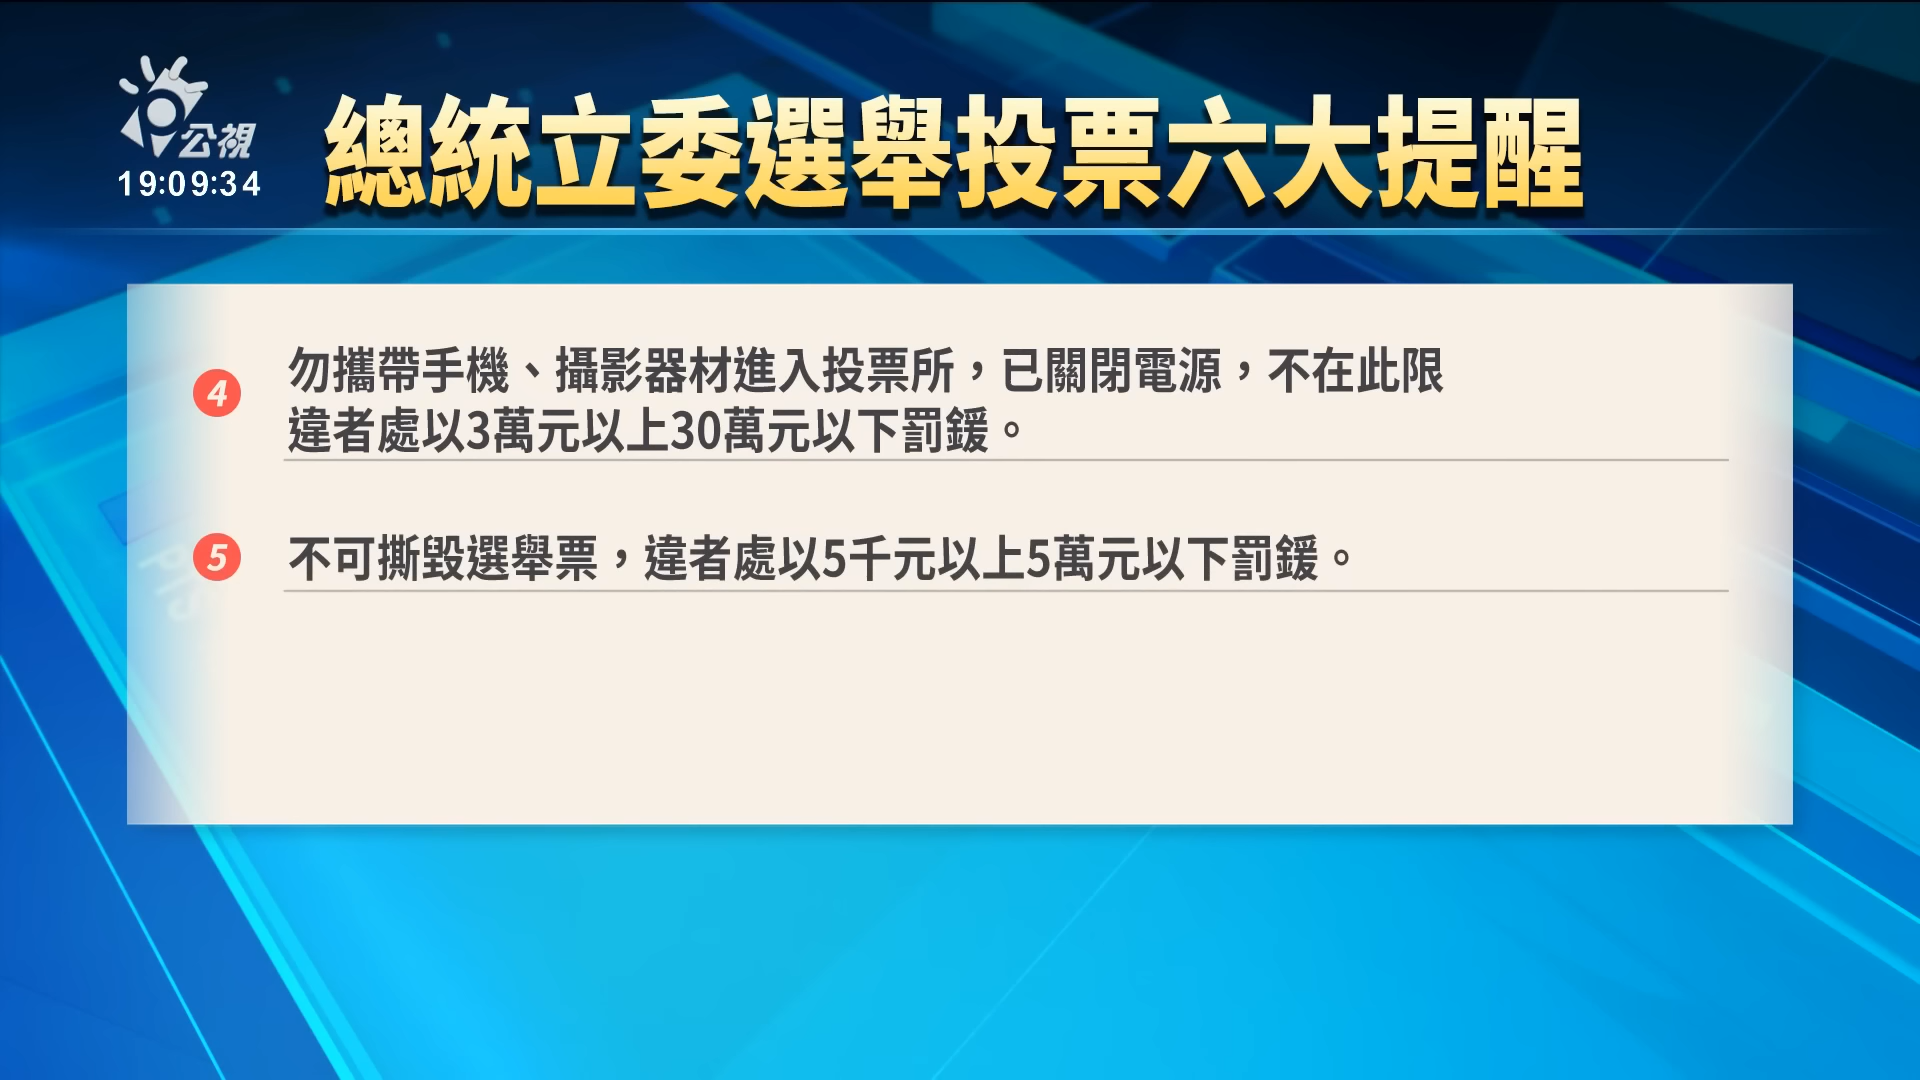 公視
19:09:34
總統立委選舉投票六大提醒
4
勿攜帶手機、攝影器材進入投票所，已關閉電源，不在此限
違者處以3萬元以上30萬元以下罰鍰。
5
不可撕毀選舉票，違者處以5千元以上5萬元以下罰鍰。